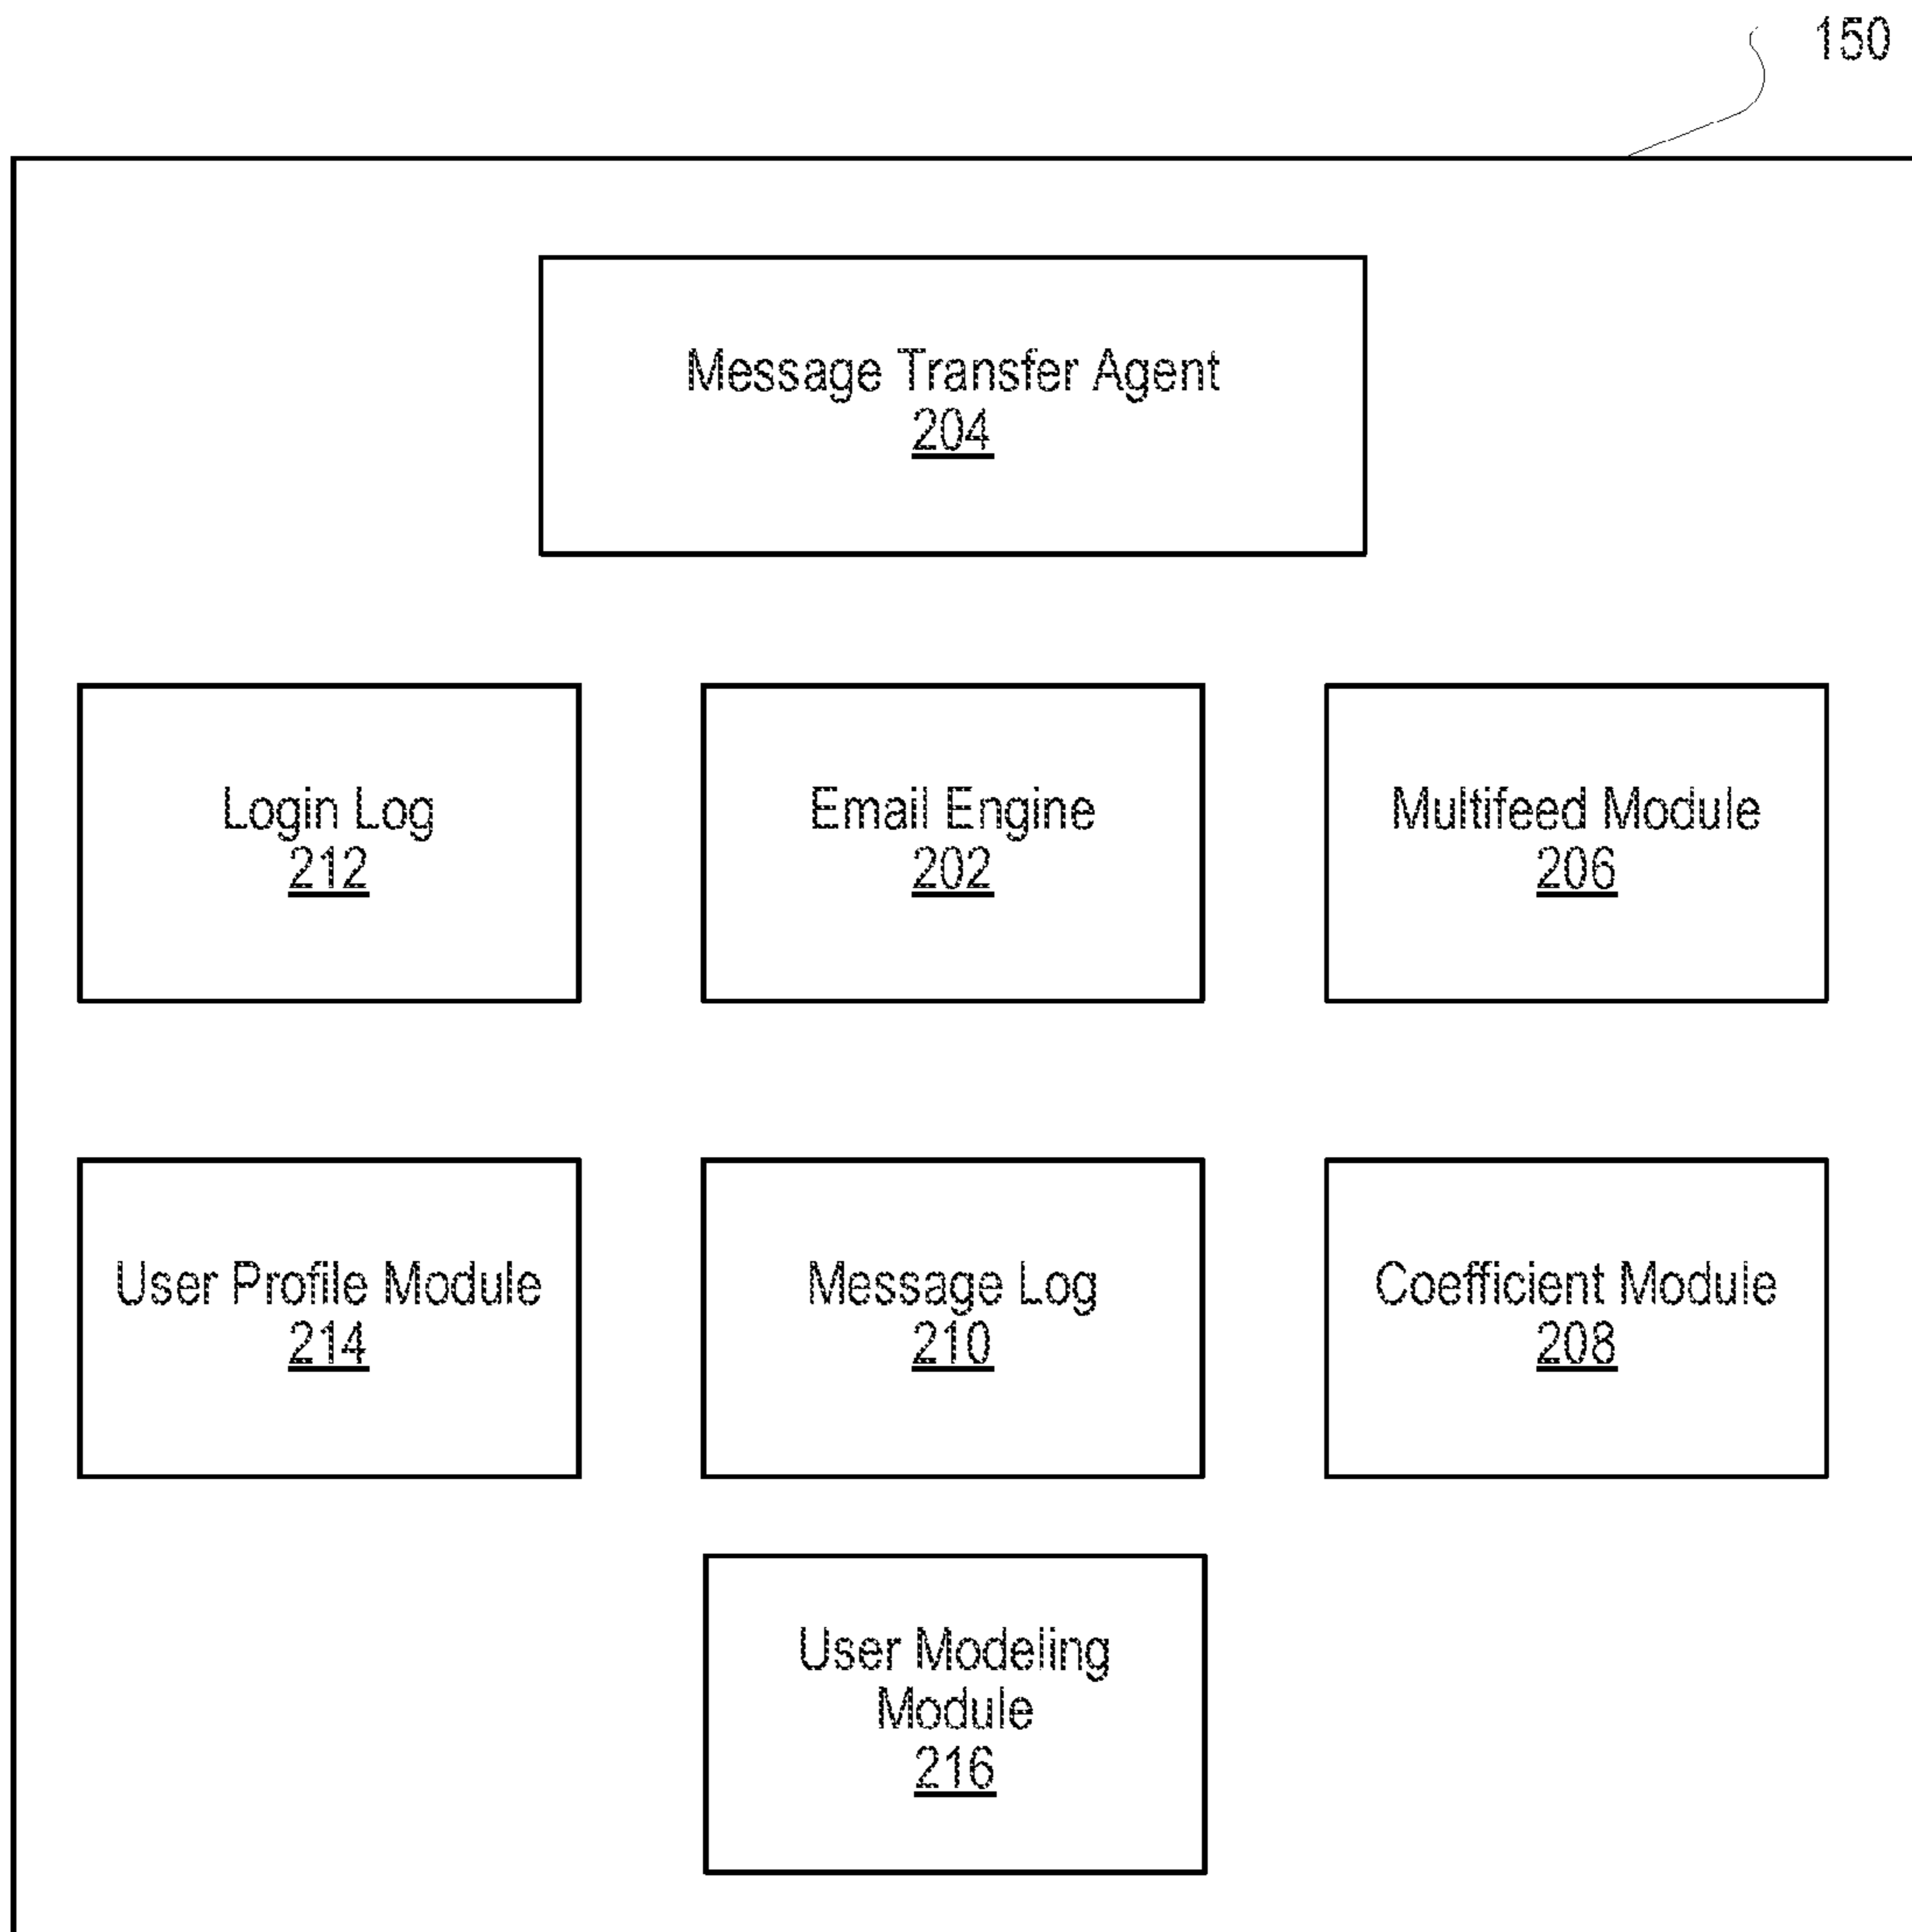 150
Message Transfer Agent
204
Login Log
212
Email Engine
202
Multifeed Module
206
User Profile Module
214
Message Log
210
Coefficient Module
208
User Modeling
Module
216